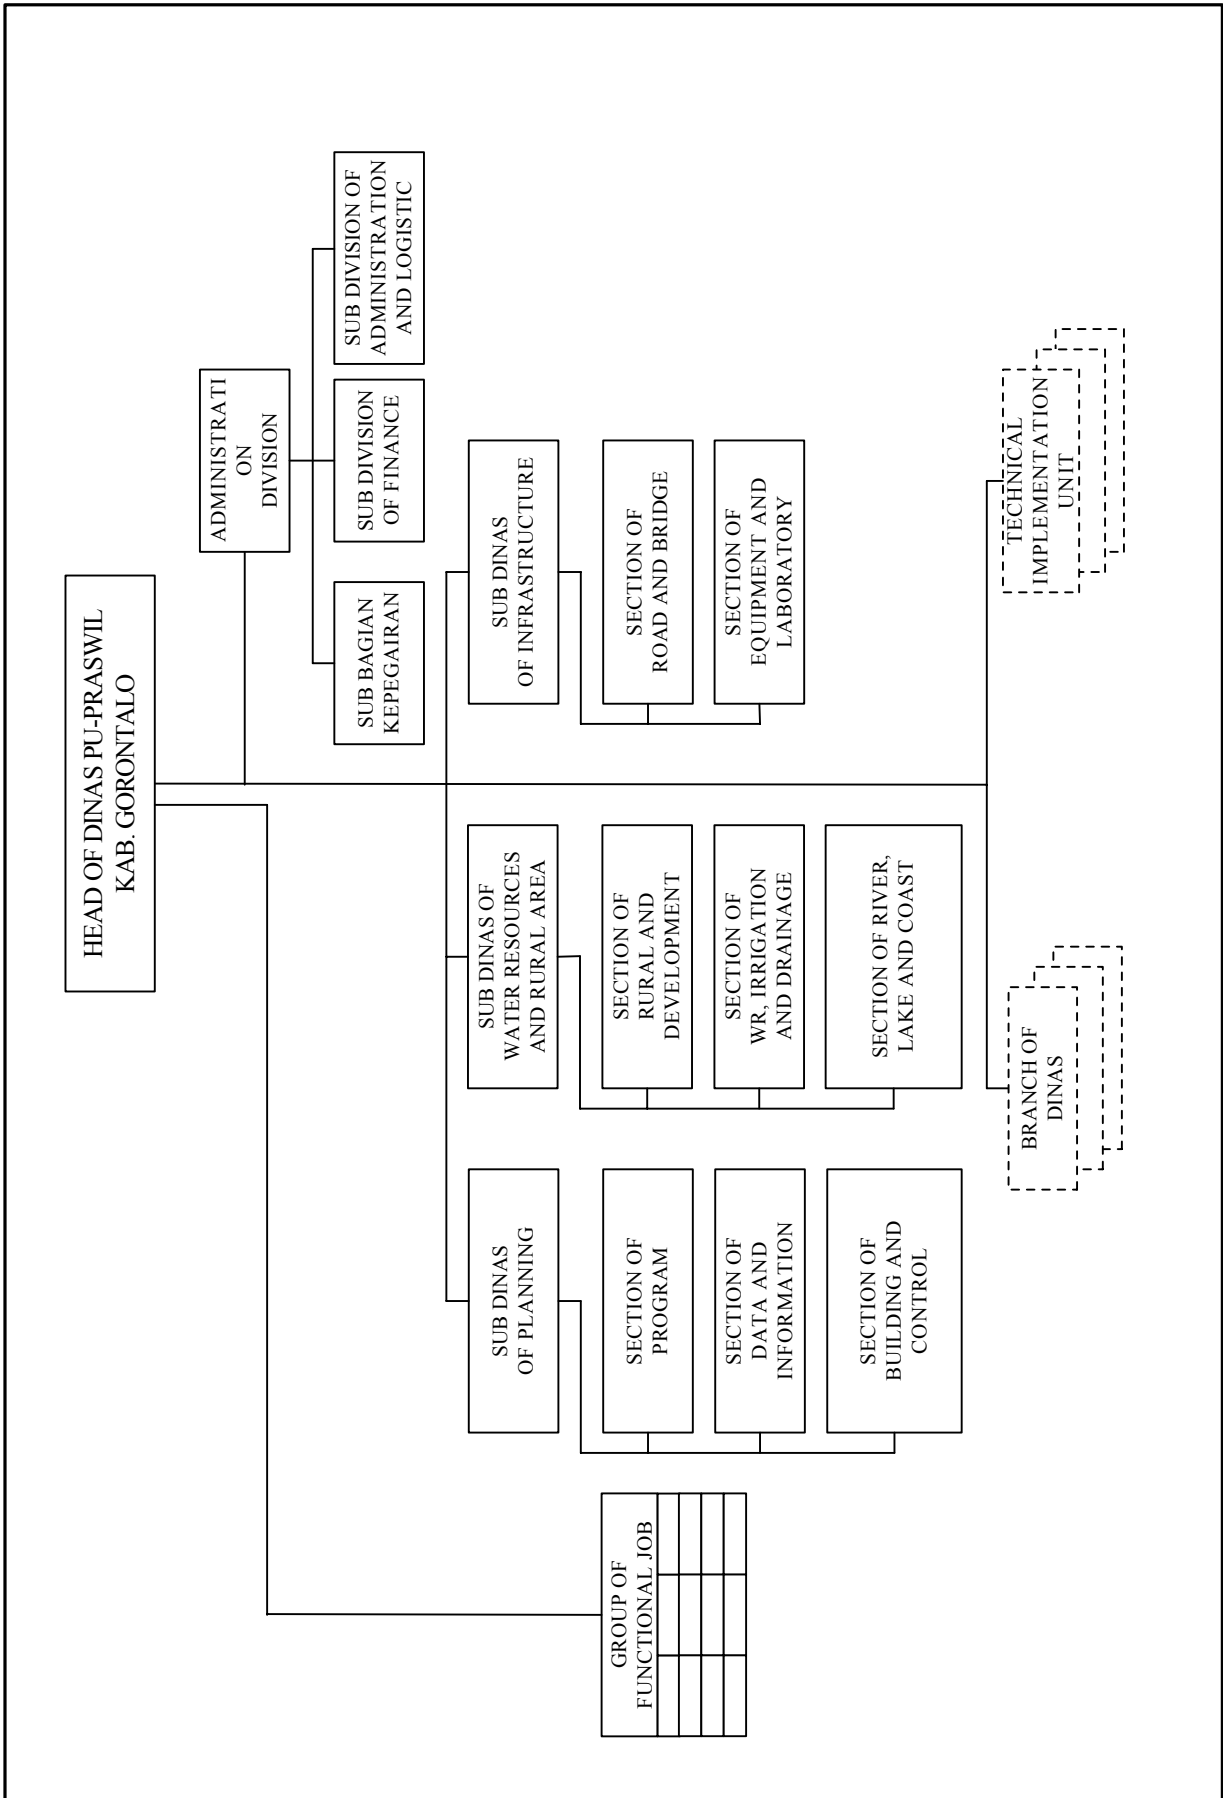 HEAD OF DINAS PU-PRASWIL
KAB. GORONTALO
ADMINISTRATI
ON
DIVISION
SUB BAGIAN
KEPEGAIRAN
SUB DIVISION
OF FINANCE
SUB DIVISION OF
ADMINISTRATION
AND LOGISTIC
SUB DINAS
OF PLANNING
SUB DINAS OF
WATER RESOURCES
AND RURAL AREA
SUB DINAS
OF INFRASTRUCTURE
GROUP OF
FUNCTIONAL JOB
SECTION OF
PROGRAM
SECTION OF
RURAL AND
DEVELOPMENT
SECTION OF
ROAD AND BRIDGE
SECTION OF
DATA AND
INFORMATION
SECTION OF
WR, IRRIGATION
AND DRAINAGE
SECTION OF
EQUIPMENT AND
LABORATORY
SECTION OF
BUILDING AND
CONTROL
SECTION OF RIVER,
LAKE AND COAST
BRANCH OF
DINAS
TECHNICAL
IMPLEMENTATION
UNIT